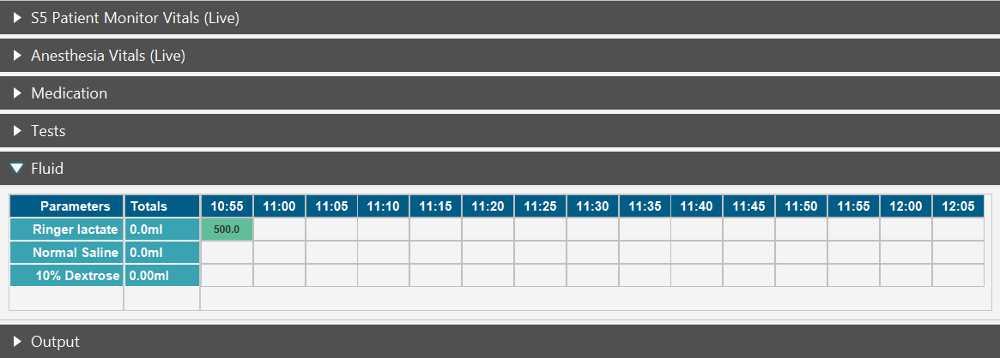 S5 Patient Monitor Vitals (Live)
Anesthesia Vitals (Live)
Medication
Tests
Fluid
Parameters Totals 10:55 11:00 11:05 11:10 11:15 11:20 11:25 11:30 11:35 11:40 11:45 11:50 11:55 12:00 12:05
Ringer lactate 0.0ml 500.0
Normal Saline 0.0ml
10% Dextrose 0.00ml
Output